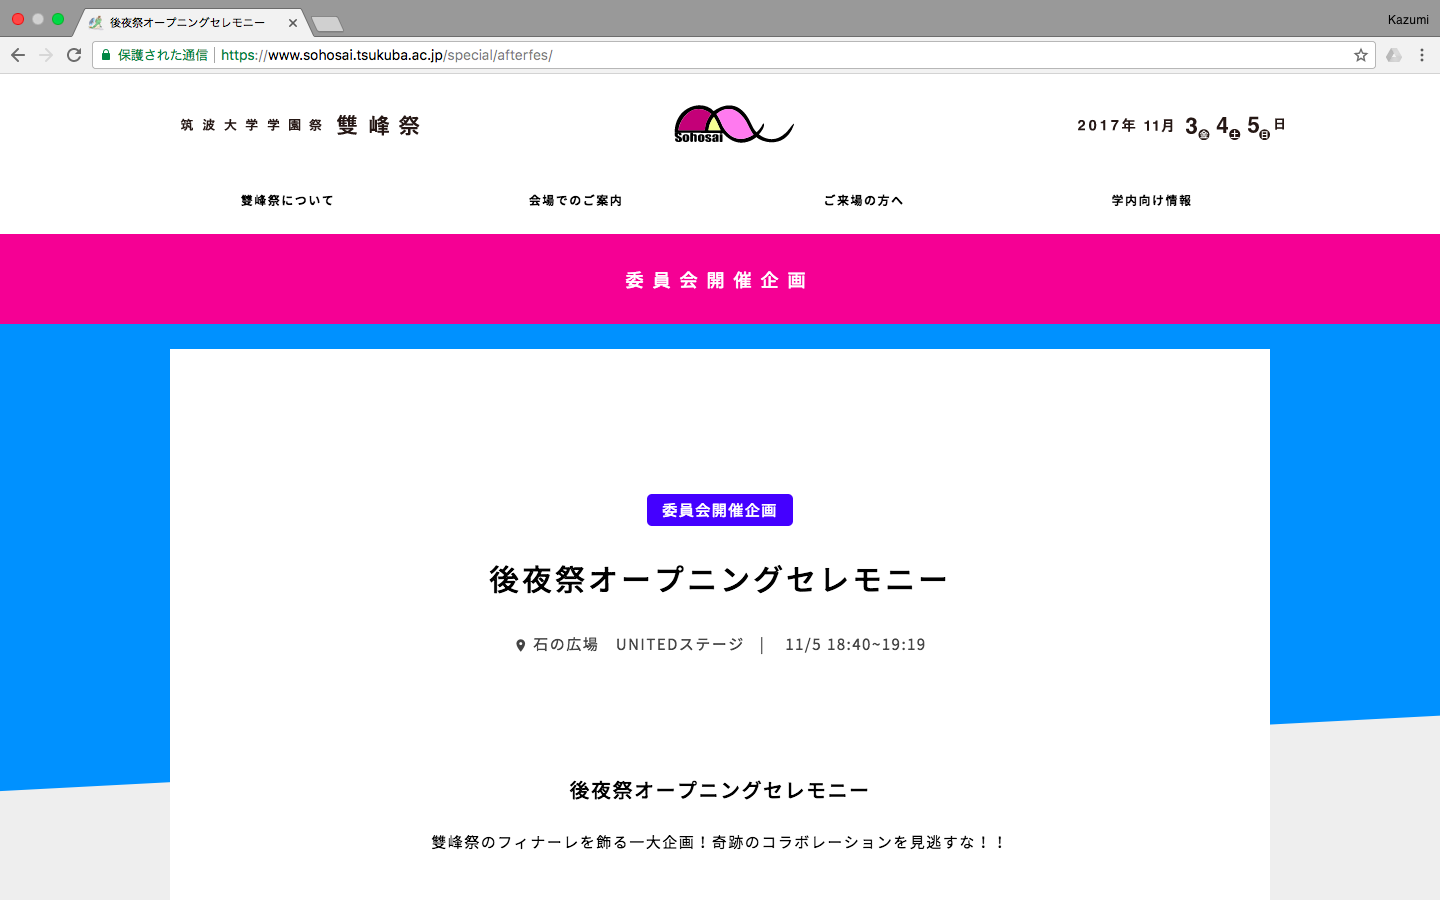 後夜祭オープニングセレモニー
Kazumi
保護された通信 | https://www.sohosai.tsukuba.ac.jp/special/afterfes/
筑波大学学園祭 雙峰祭
Sohosai
2017年 11月 3金 4土 5日 日
雙峰祭について
会場でのご案内
ご来場の方へ
学内向け情報
委員会開催企画
委員会開催企画
後夜祭オープニングセレモニー
石の広場　UNITEDステージ | 11/5 18:40~19:19
後夜祭オープニングセレモニー
雙峰祭のフィナーレを飾る一大企画！奇跡のコラボレーションを見逃すな！！